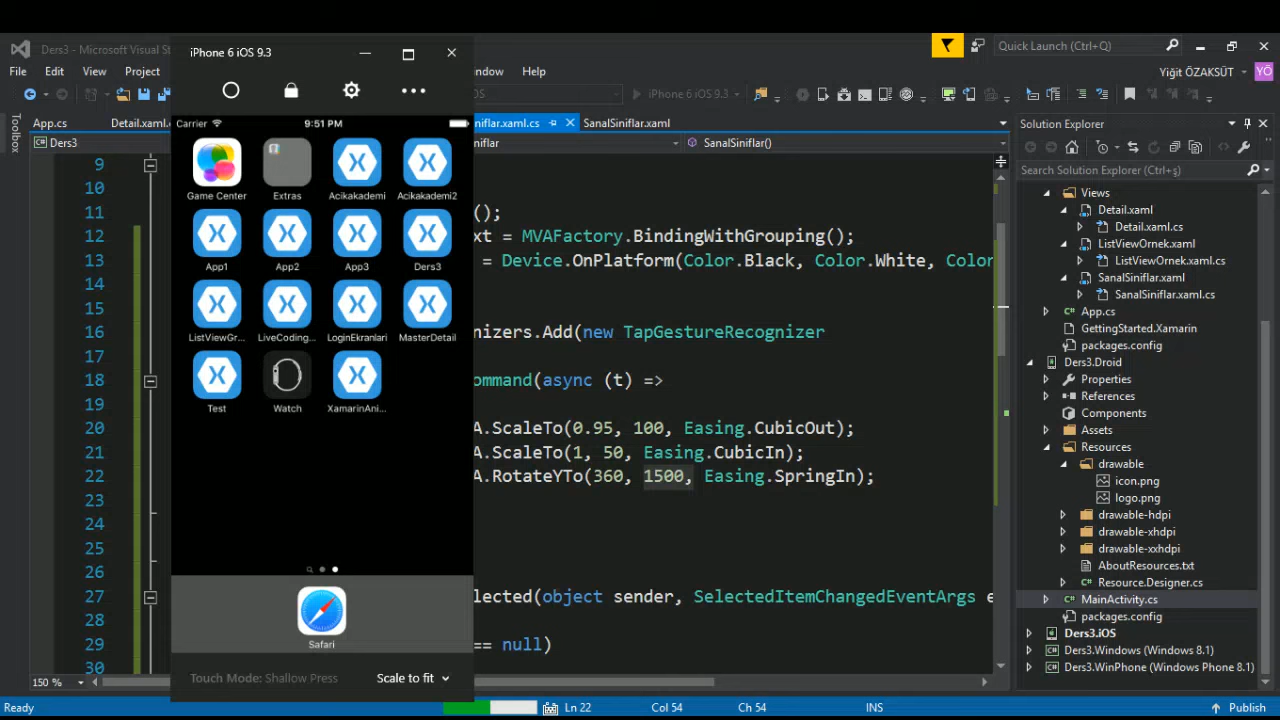 Ders3 - Microsoft Visual St
iPhone 6 iOS 9.3
Quick Launch (Ctrl+Q)
File
Edit
View
Project
ndow
Help
Yiğit ÖZAKSÜT
YÖ
OS
iPhone 6 iOS 9.3
Toolbox
App.cs
Detail.xaml.
niflar.xaml.cs
SanalSiniflar.xaml
Ders3
niflar
SanalSiniflar()
Carrier
9:51 PM
Game Center
Extras
Acikakademi
Acikakademi2
App1
App2
App3
Ders3
ListViewGr...
LiveCoding...
LoginEkranlari
MasterDetail
Test
Watch
XamarinAni...
Safari
Touch Mode: Shallow Press
Scale to fit
9
10
11 ();
12 xt = MVAFactory.BindingWithGrouping();
13 = Device.OnPlatform(Color.Black, Color.White, Color
14
15
16 nizers.Add(new TapGestureRecognizer
17
18 ommand(async (t) =>
19
20 A.ScaleTo(0.95, 100, Easing.CubicOut);
21 A.ScaleTo(1, 50, Easing.CubicIn);
22 A.RotateYTo(360, 1500, Easing.SpringIn);
23
24
25
26
27 lected(object sender, SelectedItemChangedEventArgs e
28
29 == null)
30
150 %
Solution Explorer
Search Solution Explorer (Ctrl+ş)
Views
Detail.xaml
Detail.xaml.cs
ListViewOrnek.xaml
ListViewOrnek.xaml.cs
SanalSiniflar.xaml
SanalSiniflar.xaml.cs
App.cs
GettingStarted.Xamarin
packages.config
Ders3.Droid
Properties
References
Components
Assets
Resources
drawable
icon.png
logo.png
drawable-hdpi
drawable-xhdpi
drawable-xxhdpi
AboutResources.txt
Resource.Designer.cs
MainActivity.cs
packages.config
Ders3.iOS
Ders3.Windows (Windows 8.1)
Ders3.WinPhone (Windows Phone 8.1)
Ready
Ln 22
Col 54
Ch 54
INS
Publish